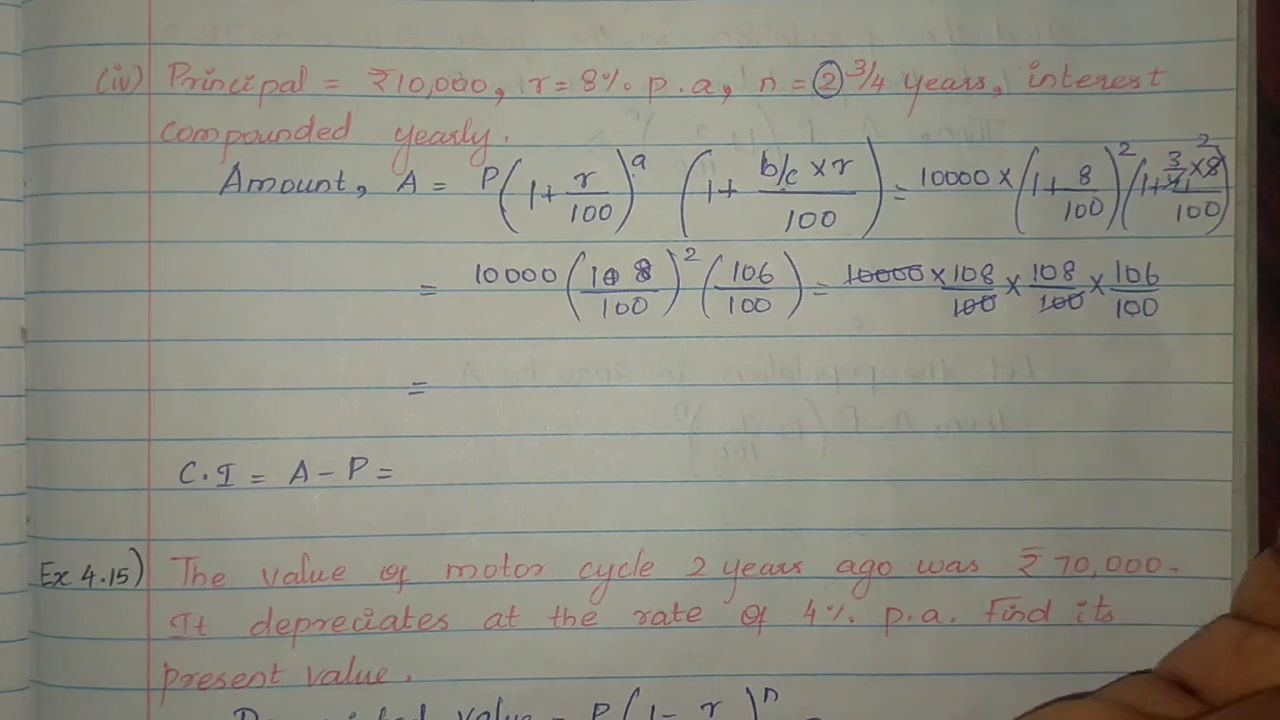 (iv) Principal = ₹10,000, r = 8% p.a, n = 2 3/4 years, interest
compounded yearly.
Amount, A = P(1 + r/100)^a (1 + (b/c × r)/100) = 10000 × (1 + 8/100)^2 (1 + (3/4 × 8)/100)
= 10000 (108/100)^2 (106/100) = 10000 × 108/100 × 108/100 × 106/100
=
C.I = A - P =
Ex 4.15) The value of motor cycle 2 years ago was ₹70,000.
It depreciates at the rate of 4% p.a. Find its
present value.
value = P(1 - r )^n =